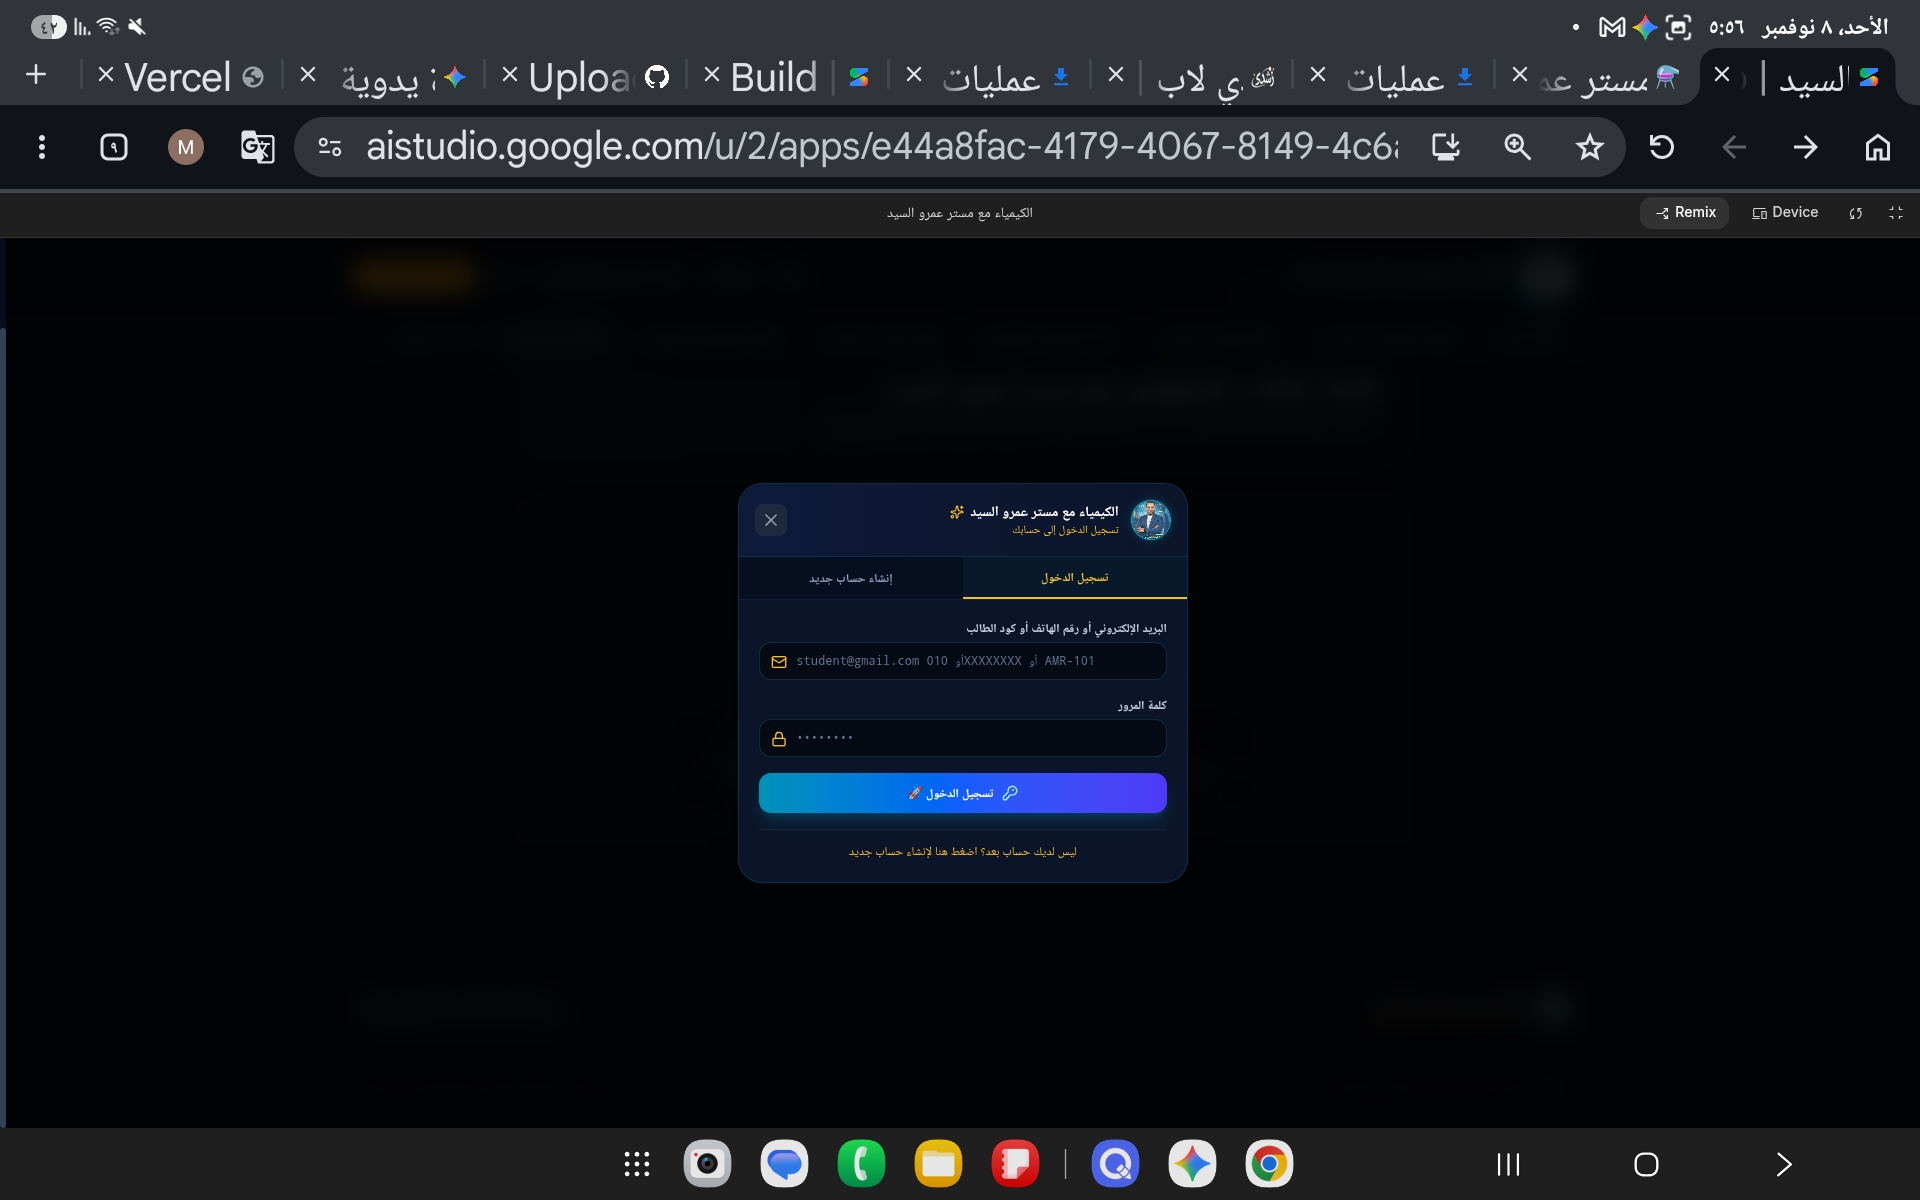 الأحد، ٨ نوفمبر ٥:٥٦
٤٢
السيد
مستر عم
عمليات
ي لاب
عمليات
Build
Uploa
يدوية
Vercel
aistudio.google.com/u/2/apps/e44a8fac-4179-4067-8149-4c6
M
٩
الكيمياء مع مستر عمرو السيد
Remix
Device
الكيمياء مع مستر عمرو السيد
تسجيل الدخول إلى حسابك
تسجيل الدخول
إنشاء حساب جديد
البريد الإلكتروني أو رقم الهاتف أو كود الطالب
student@gmail.com أو 010XXXXXXXX أو AMR-101
كلمة المرور
••••••••
تسجيل الدخول 🚀
ليس لديك حساب بعد؟ اضغط هنا لإنشاء حساب جديد